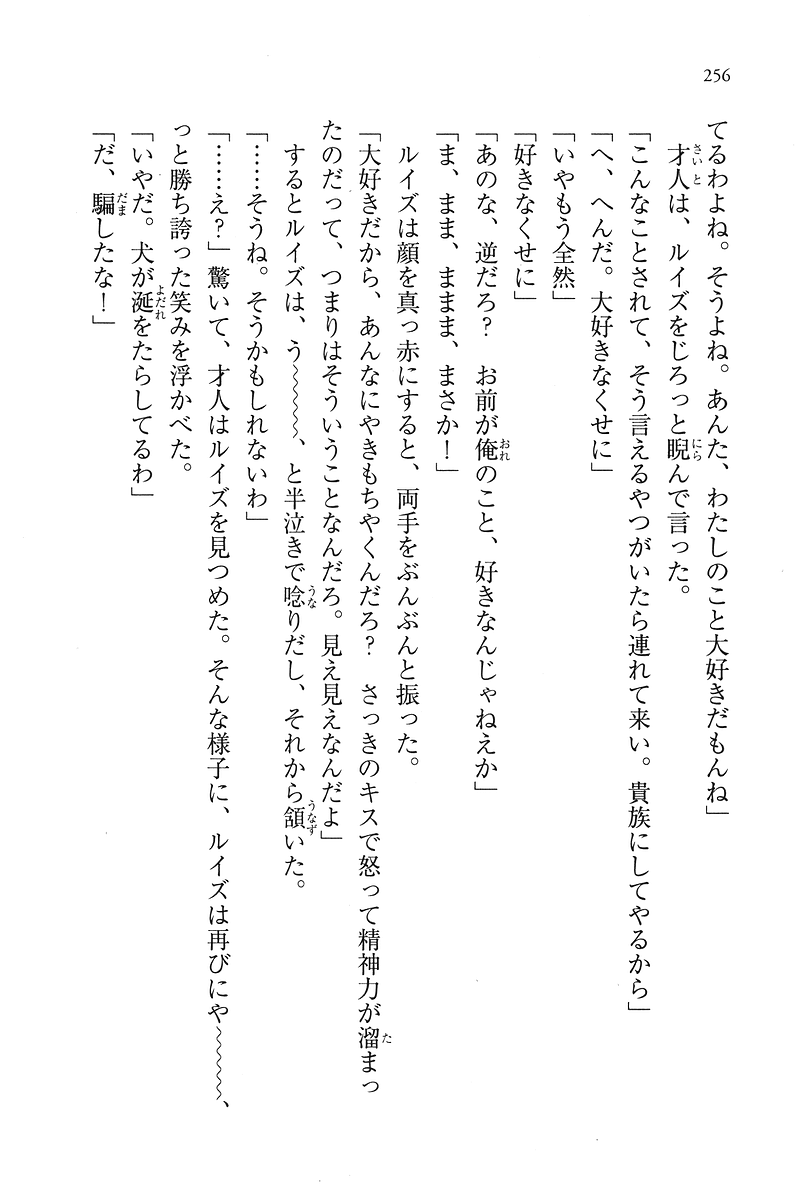 256
てるわよね。そうよね。あんた、わたしのこと大好きだもんね」
才人は、ルイズをじろっと睨んで言った。
「こんなことされて、そう言えるやつがいたら連れて来い。貴族にしてやるから」
「へ、へんだ。大好きなくせに」
「いやもう全然」
「好きなくせに」
「あのな、逆だろ？　お前が俺のこと、好きなんじゃねえか」
「ま、まま、ままま、まさか！」
ルイズは顔を真っ赤にすると、両手をぶんぶんと振った。
「大好きだから、あんなにやきもちやくんだろ？　さっきのキスで怒って精神力が溜まっ
たのだって、つまりはそういうことなんだろ。見え見えなんだよ」
するとルイズは、う〜〜〜〜、と半泣きで唸りだし、それから頷いた。
「……そうね。そうかもしれないわ」
「……え？」驚いて、才人はルイズを見つめた。そんな様子に、ルイズは再びにや〜〜〜〜、
っと勝ち誇った笑みを浮かべた。
「いやだ。犬が涎をたらしてるわ」
「だ、騙したな！」